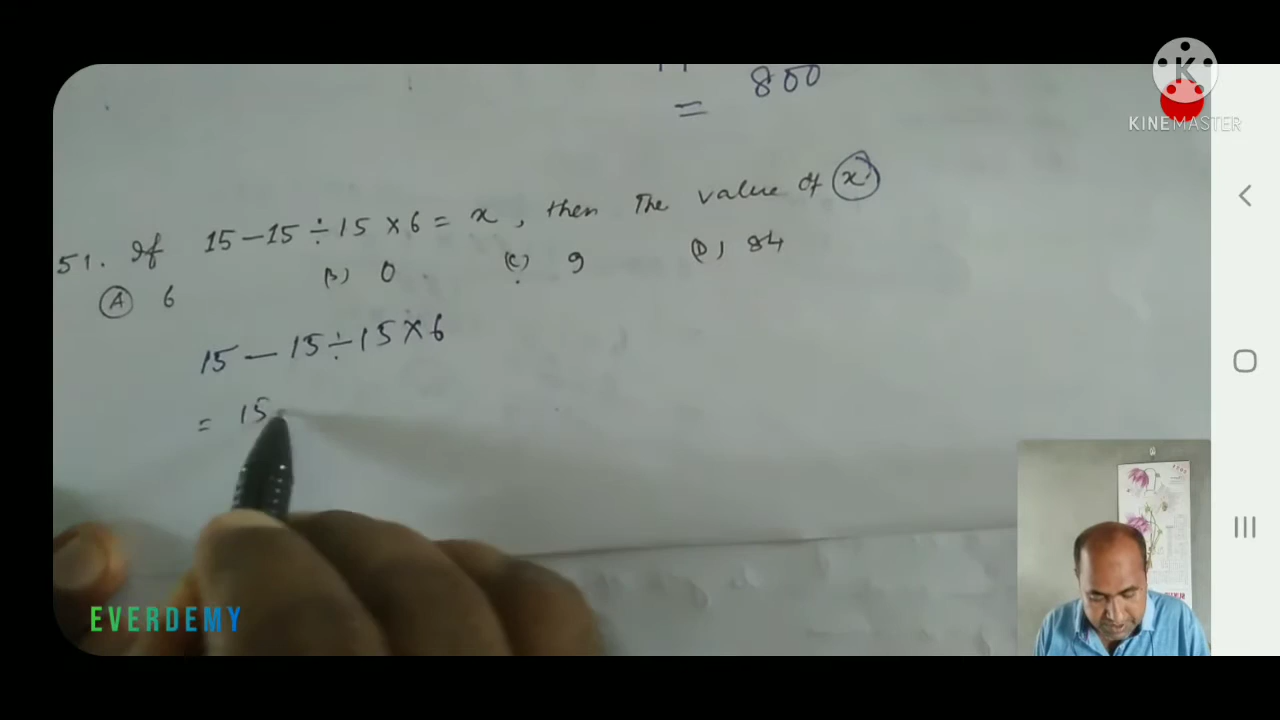 = 800
KINEMASTER
51. If 15-15÷15×6 = x, then The value of x
(A) 6 (B) 0 (C) 9 (D) 84
15-15÷15×6
= 15
EVERDEMY